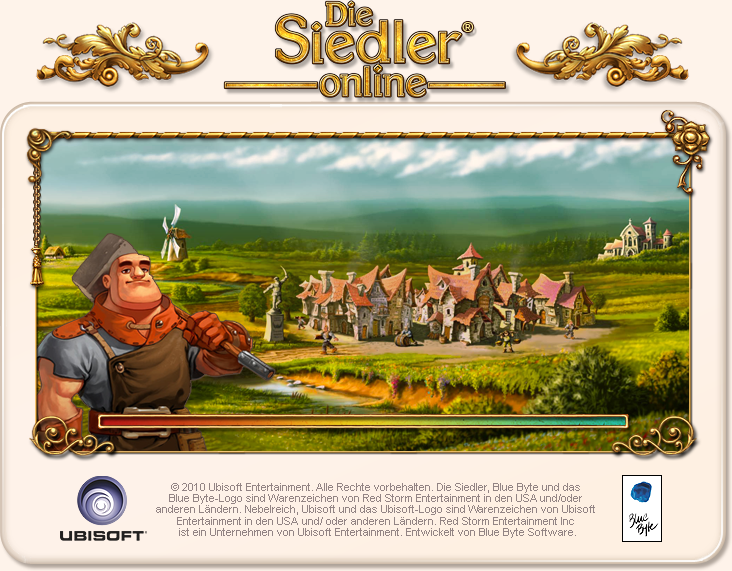 Die
Siedler®
online
© 2010 Ubisoft Entertainment. Alle Rechte vorbehalten. Die Siedler, Blue Byte und das
Blue Byte-Logo sind Warenzeichen von Red Storm Entertainment in den USA und/oder
anderen Ländern. Nebelreich, Ubisoft und das Ubisoft-Logo sind Warenzeichen von Ubisoft
Entertainment in den USA und/ oder anderen Ländern. Red Storm Entertainment Inc
ist ein Unternehmen von Ubisoft Entertainment. Entwickelt von Blue Byte Software.
UBISOFT®
Blue
Byte